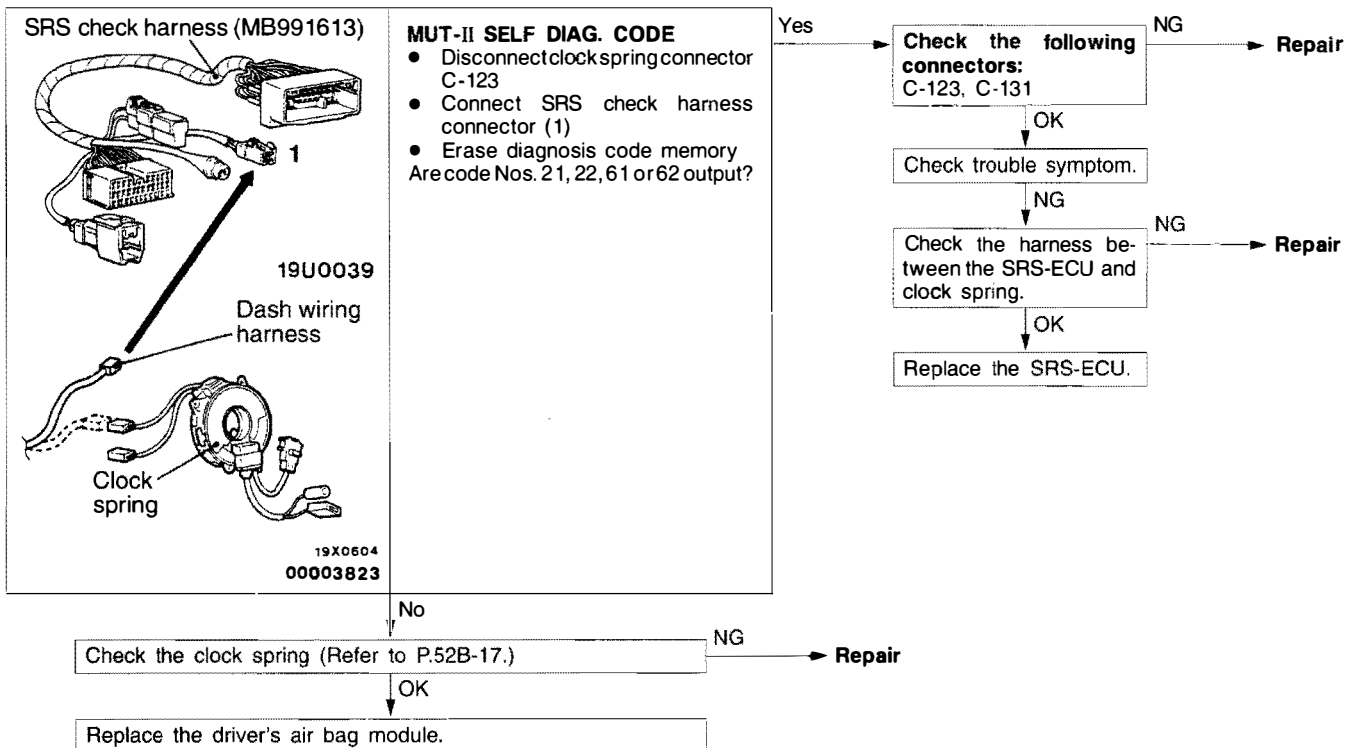 SRS check harness (MB991613)
1
19U0039
Dash wiring
harness
Clock
spring
19X0604
00003823
MUT-II SELF DIAG. CODE
● Disconnect clock spring connector
C-123
● Connect SRS check harness
connector (1)
● Erase diagnosis code memory
Are code Nos. 21, 22, 61 or 62 output?
Yes
Check the following
connectors:
C-123, C-131
NG
Repair
OK
Check trouble symptom.
NG
Check the harness be-
tween the SRS-ECU and
clock spring.
NG
Repair
OK
Replace the SRS-ECU.
No
Check the clock spring (Refer to P.52B-17.)
NG
Repair
OK
Replace the driver's air bag module.